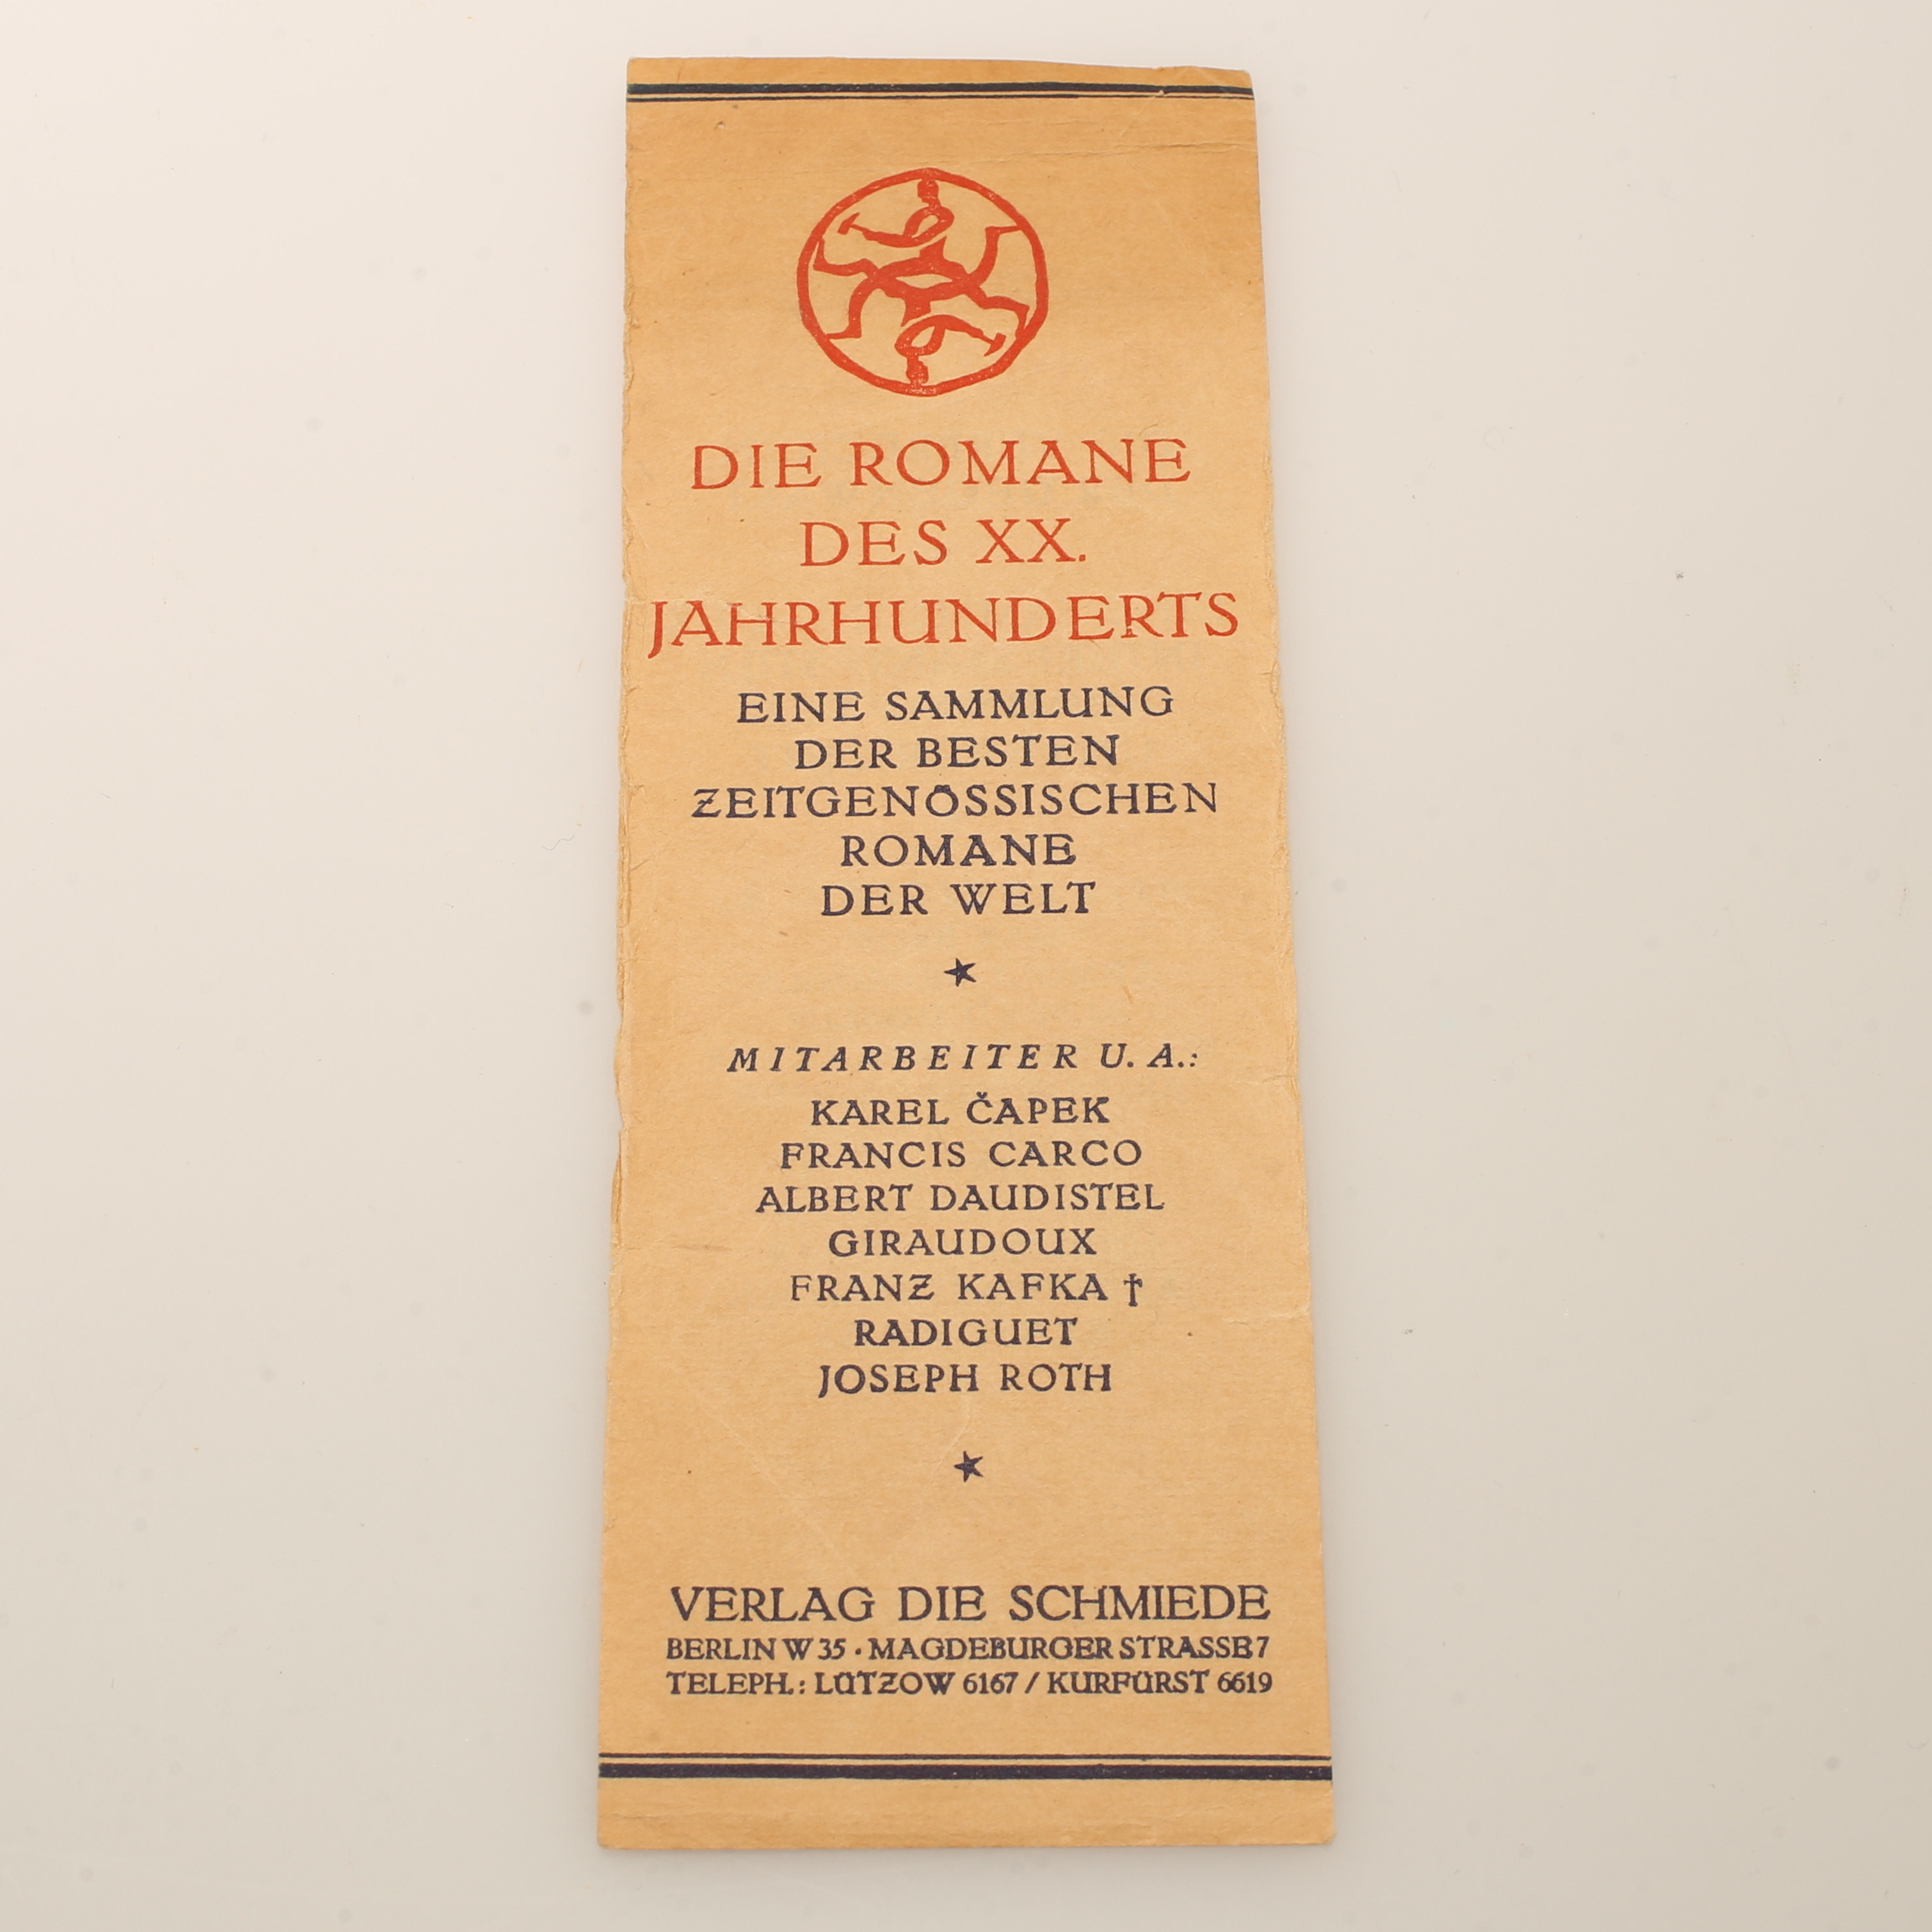 DIE ROMANE
DES XX.
JAHRHUNDERTS
EINE SAMMLUNG
DER BESTEN
ZEITGENÖSSISCHEN
ROMANE
DER WELT
★
MITARBEITER U. A.:
KAREL ČAPEK
FRANCIS CARCO
ALBERT DAUDISTEL
GIRAUDOUX
FRANZ KAFKA †
RADIGUET
JOSEPH ROTH
★
VERLAG DIE SCHMIEDE
BERLIN W 35 · MAGDEBURGER STRASSE 7
TELEPH.: LÜTZOW 6167 / KURFÜRST 6619